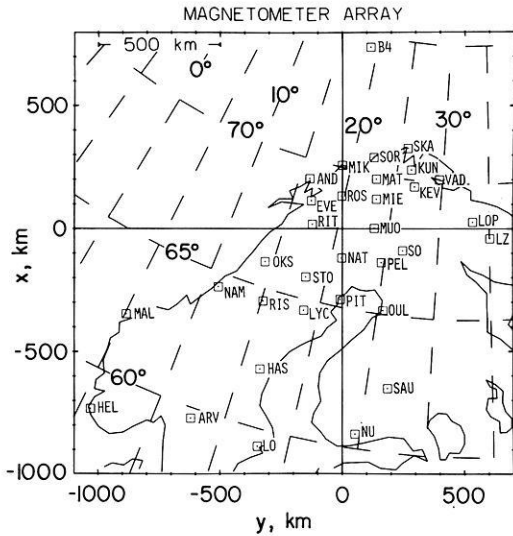 MAGNETOMETER ARRAY
500 km
B4
0°
10°
20°
30°
70°
500
SKA
SOR
MIK
KUN
AND
MAT
VAD
ROS
MIE
KEV
EVE
RIT
MUO
LOP
0
LZ
65°
OKS
NAT
SO
PEL
STO
NAM
RIS
PIT
MAL
LYC
OUL
-500
HAS
60°
SAU
HEL
ARV
NU
LO
-1000
-1000
-500
0
500
x, km
y, km